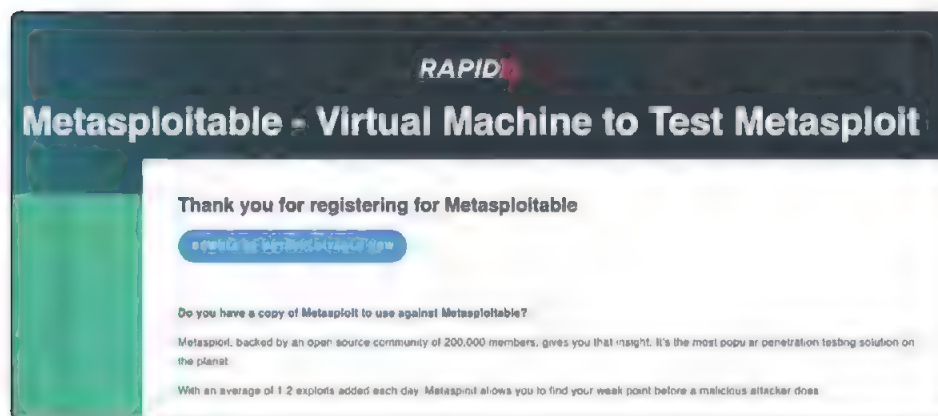 RAPID7
Metasploitable - Virtual Machine to Test Metasploit
Thank you for registering for Metasploitable
Do you have a copy of Metasploit to use against Metasploitable?
Metasploit, backed by an open source community of 200,000 members, gives you that insight. It's the most popular penetration testing solution on
the planet
With an average of 1.2 exploits added each day Metasploit allows you to find your weak point before a malicious attacker does